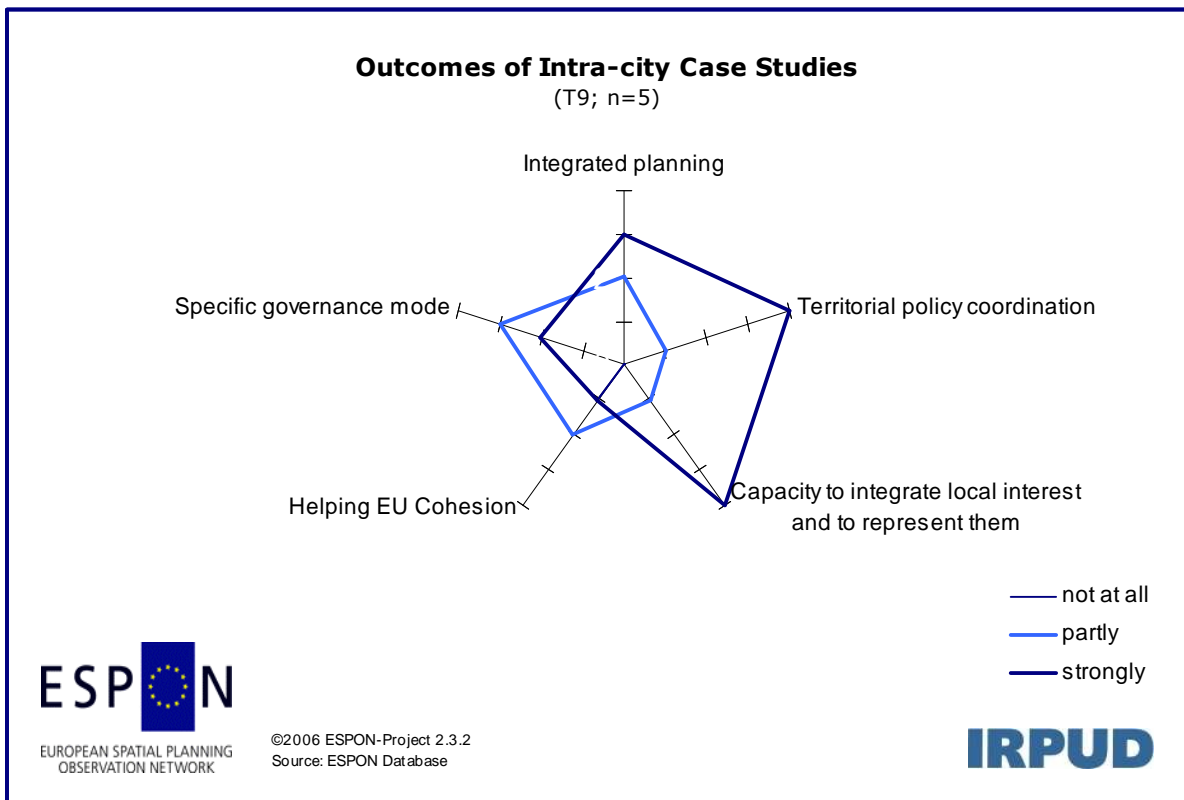 Outcomes of Intra-city Case Studies
(T9; n=5)
Integrated planning
Specific governance mode
Territorial policy coordination
Helping EU Cohesion
Capacity to integrate local interest
and to represent them
not at all
partly
strongly
ESPON
EUROPEAN SPATIAL PLANNING
OBSERVATION NETWORK
©2006 ESPON-Project 2.3.2
Source: ESPON Database
IRPUD